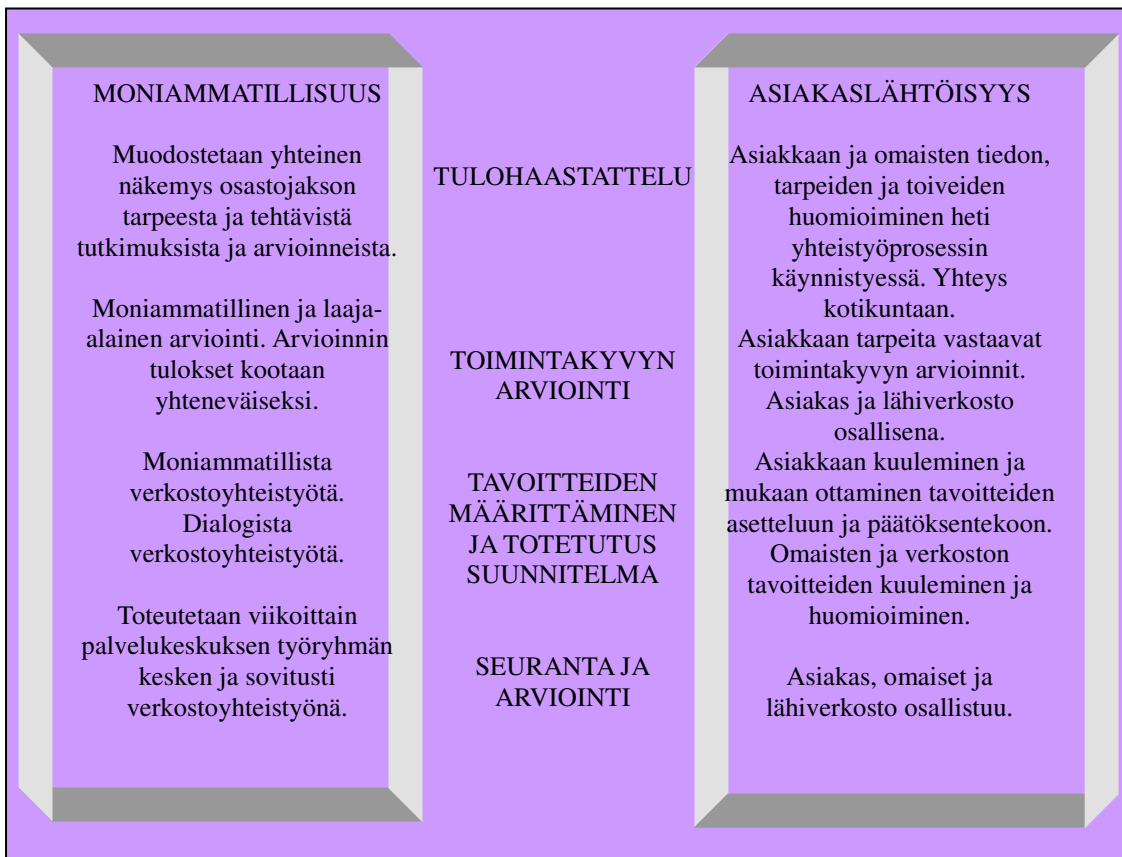 MONIAMMATILLISUUS
Muodostetaan yhteinen
näkemys osastojakson
tarpeesta ja tehtävistä
tutkimuksista ja arvioinneista.
Moniammatillinen ja laaja-
alainen arviointi. Arvioinnin
tulokset kootaan
yhteneväiseksi.
Moniammatillista
verkostoyhteistyötä.
Dialogista
verkostoyhteistyötä.
Toteutetaan viikoittain
palvelukeskuksen työryhmän
kesken ja sovitusti
verkostoyhteistyönä.
TULOHAASTATTELU
TOIMINTAKYVYN
ARVIOINTI
TAVOITTEIDEN
MÄÄRITTÄMINEN
JA TOTETUTUS
SUUNNITELMA
SEURANTA JA
ARVIOINTI
ASIAKASLÄHTÖISYYS
Asiakkaan ja omaisten tiedon,
tarpeiden ja toiveiden
huomioiminen heti
yhteistyöprosessin
käynnistyessä. Yhteys
kotikuntaan.
Asiakkaan tarpeita vastaavat
toimintakyvyn arvioinnit.
Asiakas ja lähiverkosto
osallisena.
Asiakkaan kuuleminen ja
mukaan ottaminen tavoitteiden
asetteluun ja päätöksentekoon.
Omaisten ja verkoston
tavoitteiden kuuleminen ja
huomioiminen.
Asiakas, omaiset ja
lähiverkosto osallistuu.